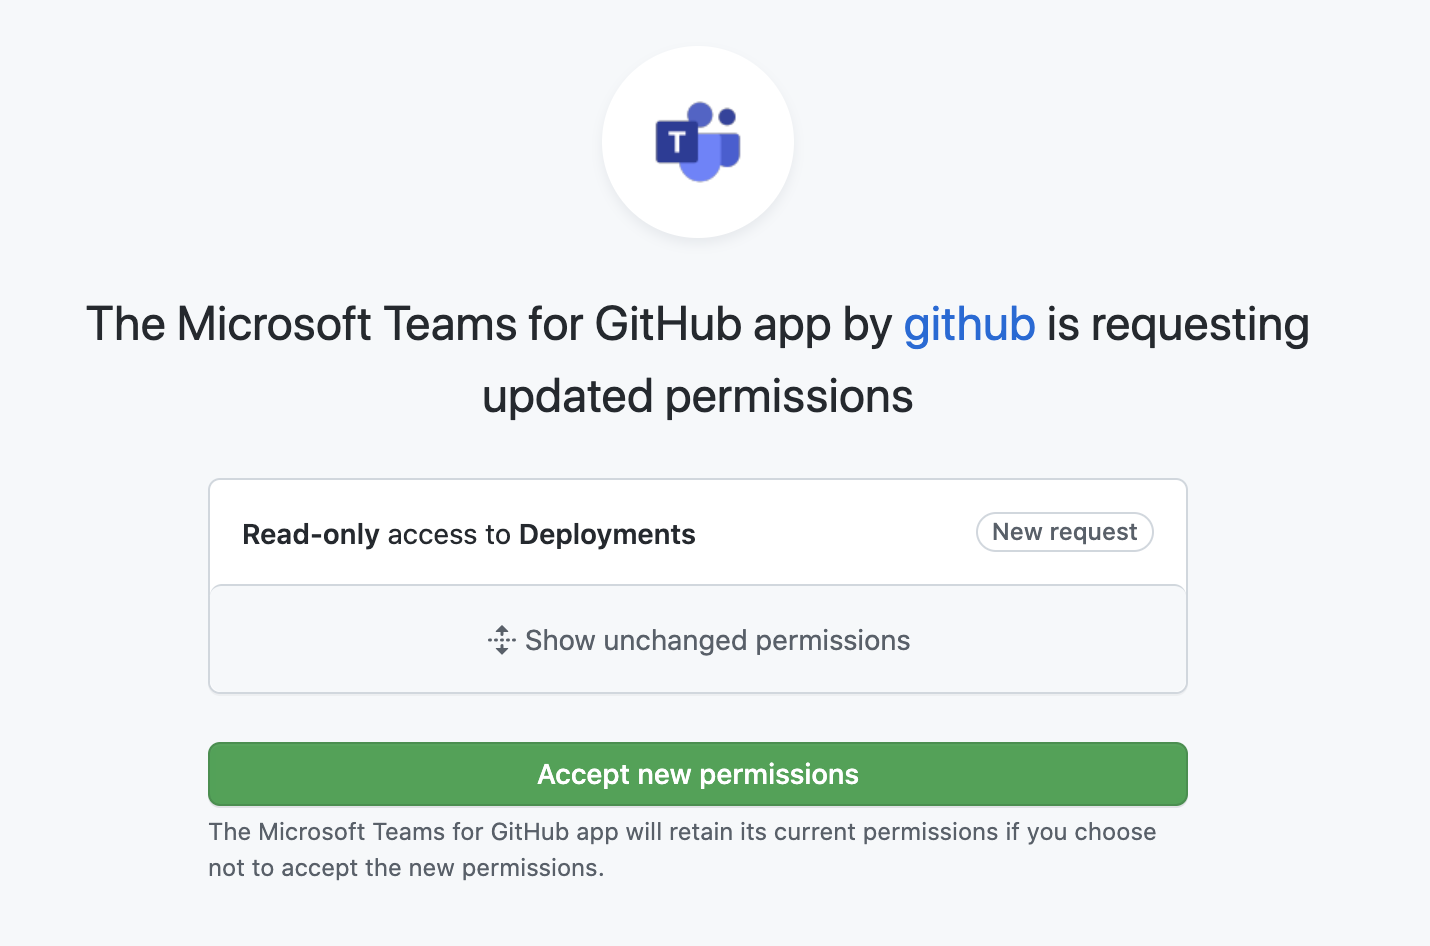 T
The Microsoft Teams for GitHub app by github is requesting
updated permissions
Read-only access to Deployments
New request
Show unchanged permissions
Accept new permissions
The Microsoft Teams for GitHub app will retain its current permissions if you choose
not to accept the new permissions.